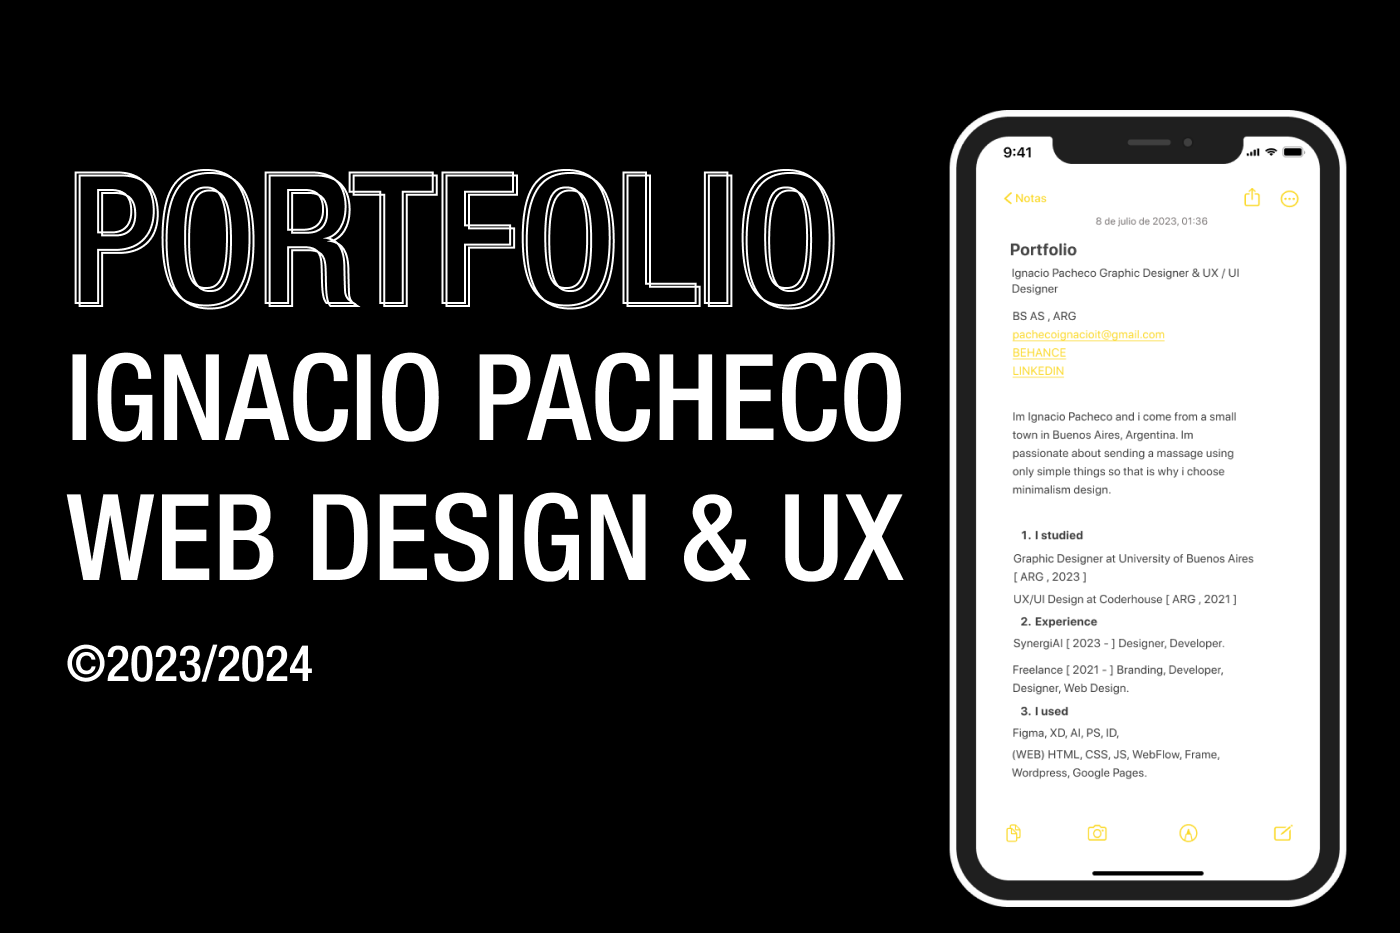 PORTFOLIO
IGNACIO PACHECO
WEB DESIGN & UX
©2023/2024
9:41
Notas
8 de julio de 2023, 01:36
Portfolio
Ignacio Pacheco Graphic Designer & UX / UI
Designer
BS AS , ARG
pachecoignacioit@gmail.com
BEHANCE
LINKEDIN
Im Ignacio Pacheco and i come from a small
town in Buenos Aires, Argentina. Im
passionate about sending a massage using
only simple things so that is why i choose
minimalism design.
1. I studied
Graphic Designer at University of Buenos Aires
[ ARG , 2023 ]
UX/UI Design at Coderhouse [ ARG , 2021 ]
2. Experience
SynergiAI [ 2023 - ] Designer, Developer.
Freelance [ 2021 - ] Branding, Developer,
Designer, Web Design.
3. I used
Figma, XD, AI, PS, ID,
(WEB) HTML, CSS, JS, WebFlow, Frame,
Wordpress, Google Pages.